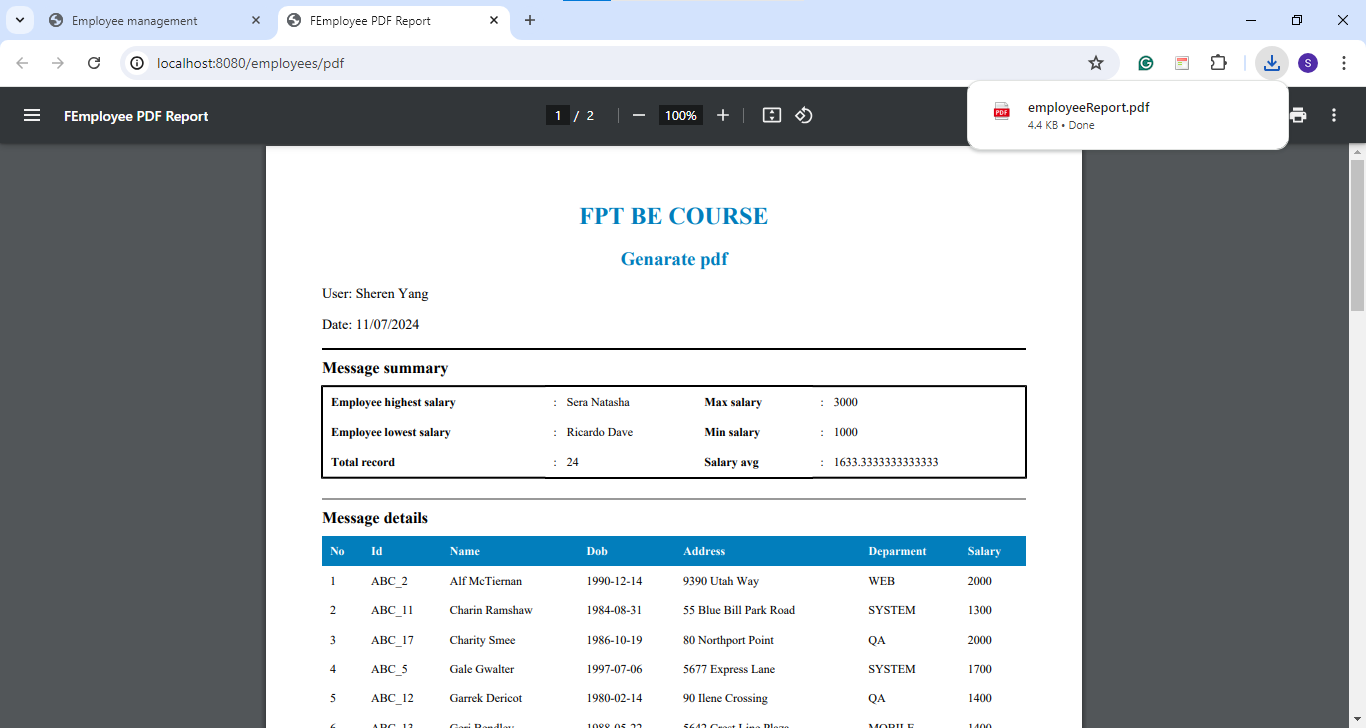 Employee management
FEmployee PDF Report
localhost:8080/employees/pdf
S
FEmployee PDF Report
1 / 2
100%
PDF
employeeReport.pdf
4.4 KB • Done
FPT BE COURSE
Genarate pdf
User: Sheren Yang
Date: 11/07/2024
Message summary
Employee highest salary : Sera Natasha Max salary : 3000
Employee lowest salary : Ricardo Dave Min salary : 1000
Total record : 24 Salary avg : 1633.3333333333333
Message details
No Id Name Dob Address Deparment Salary
1 ABC_2 Alf McTiernan 1990-12-14 9390 Utah Way WEB 2000
2 ABC_11 Charin Ramshaw 1984-08-31 55 Blue Bill Park Road SYSTEM 1300
3 ABC_17 Charity Smee 1986-10-19 80 Northport Point QA 2000
4 ABC_5 Gale Gwalter 1997-07-06 5677 Express Lane SYSTEM 1700
5 ABC_12 Garrek Dericot 1980-02-14 90 Ilene Crossing QA 1400
6 ABC_13 1988-05-22 MOBILE 1400